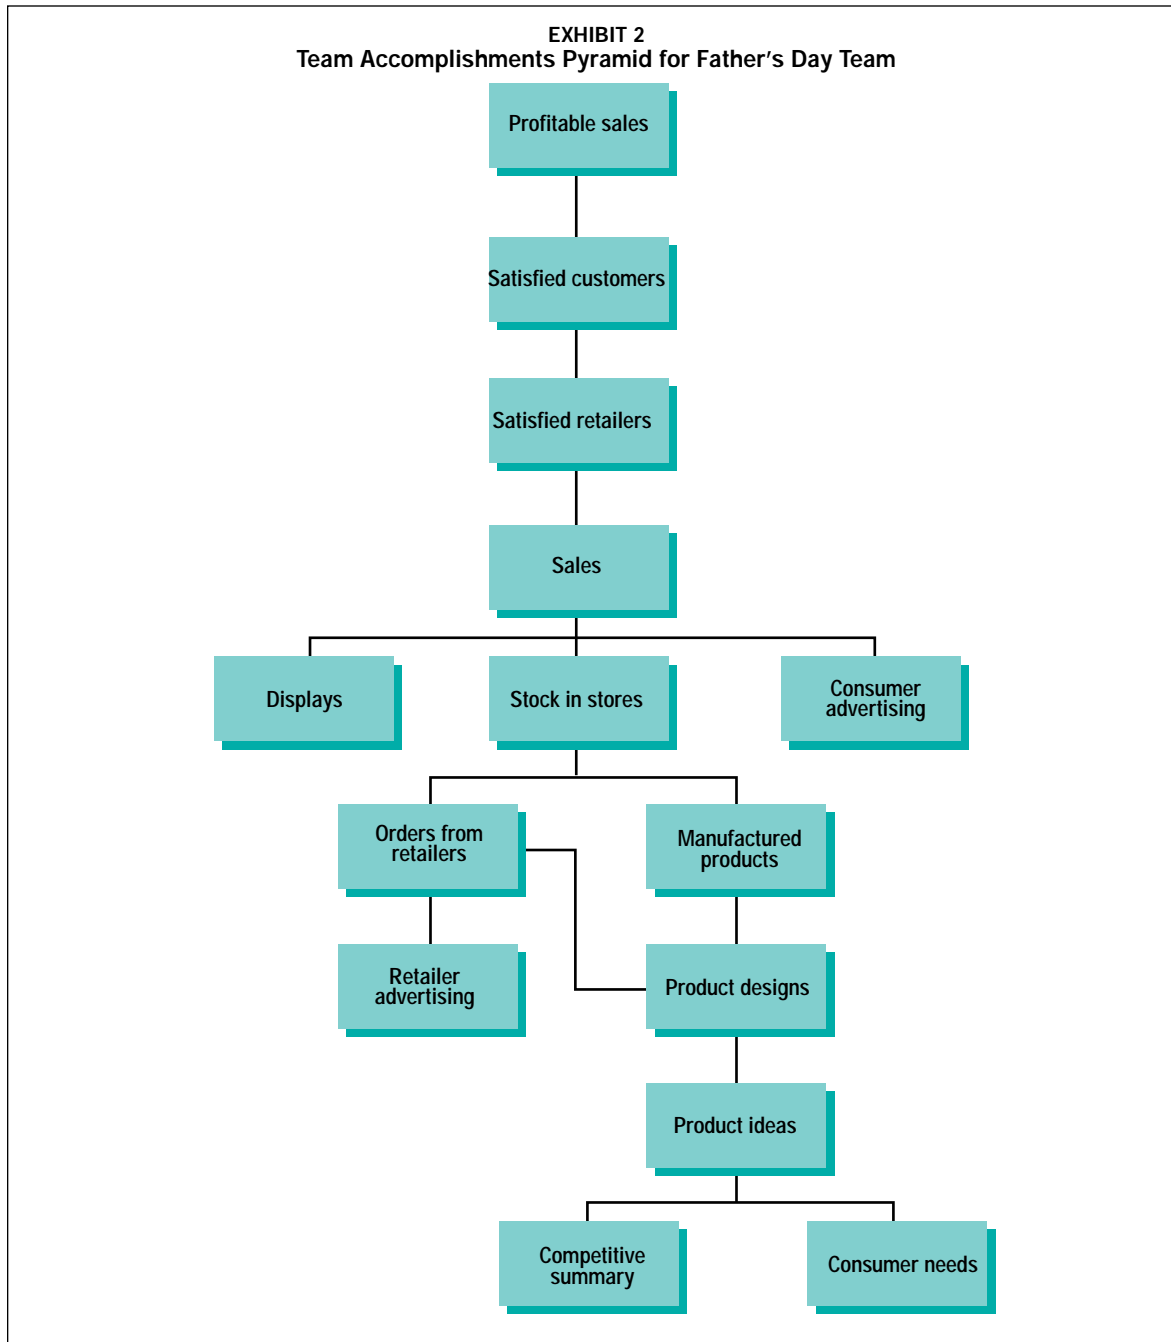 EXHIBIT 2
Team Accomplishments Pyramid for Father's Day Team
Profitable sales
Satisfied customers
Satisfied retailers
Sales
Displays
Stock in stores
Consumer
advertising
Orders from
retailers
Manufactured
products
Retailer
advertising
Product designs
Product ideas
Competitive
summary
Consumer needs